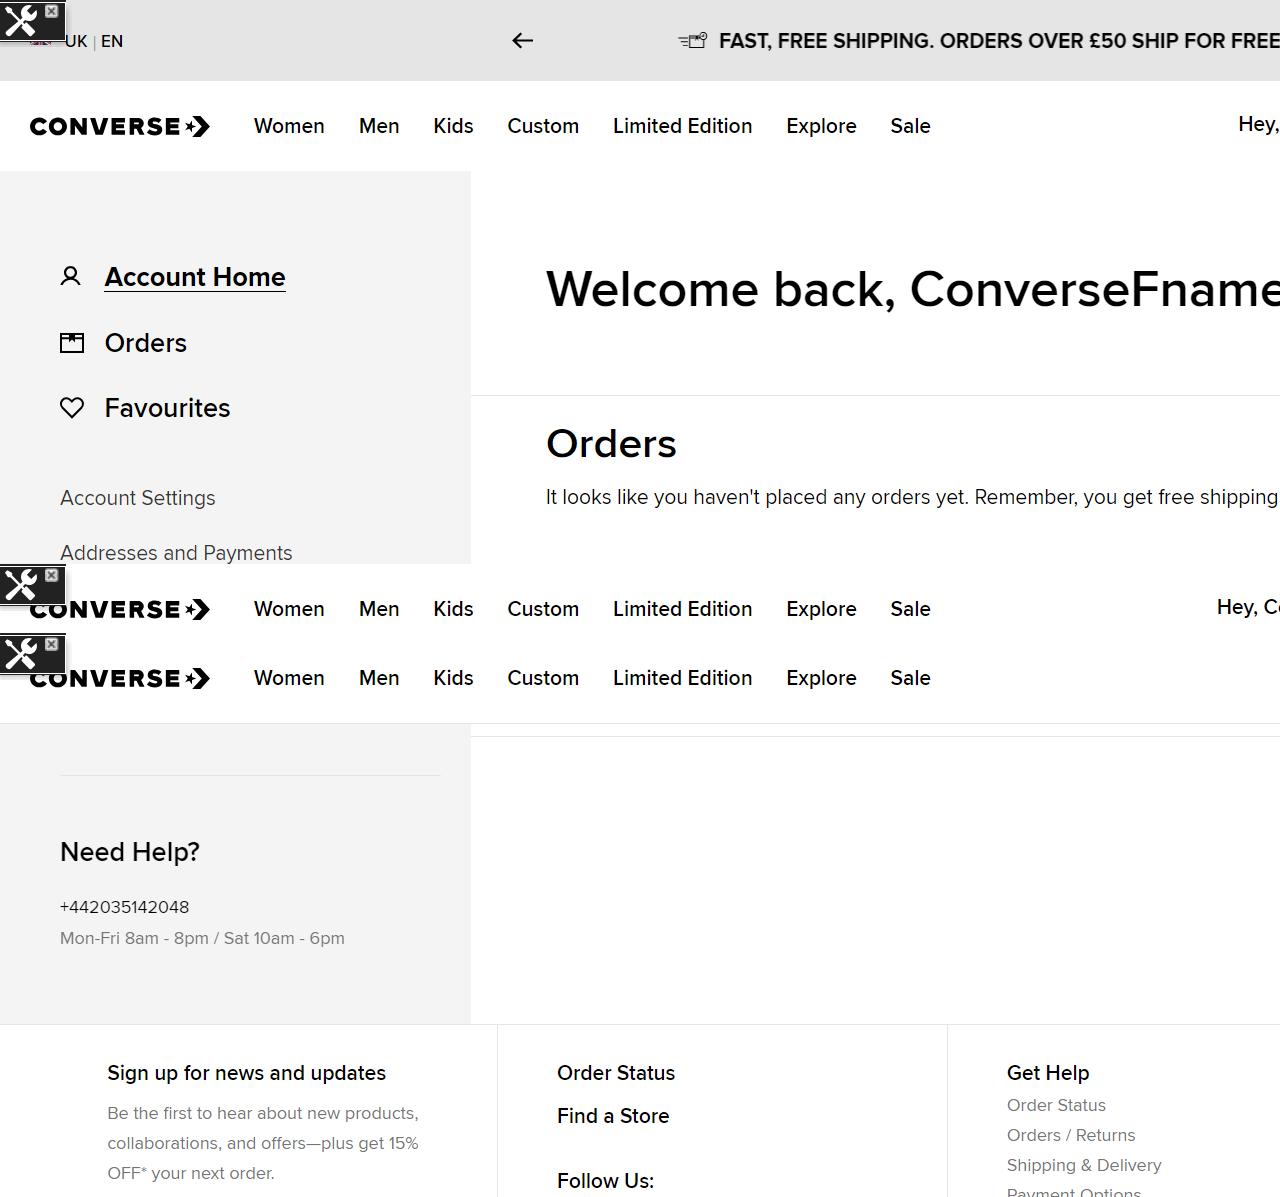 UK | EN
FAST, FREE SHIPPING. ORDERS OVER £50 SHIP FOR FREE
CONVERSE Women Men Kids Custom Limited Edition Explore Sale Hey,
Account Home
Orders
Favourites
Account Settings
Addresses and Payments
Welcome back, ConverseFname
Orders
It looks like you haven't placed any orders yet. Remember, you get free shipping
CONVERSE Women Men Kids Custom Limited Edition Explore Sale Hey, Co
CONVERSE Women Men Kids Custom Limited Edition Explore Sale
Need Help?
+442035142048
Mon-Fri 8am - 8pm / Sat 10am - 6pm
Sign up for news and updates
Be the first to hear about new products,
collaborations, and offers—plus get 15%
OFF* your next order.
Order Status
Find a Store
Follow Us:
Get Help
Order Status
Orders / Returns
Shipping & Delivery
Payment Options